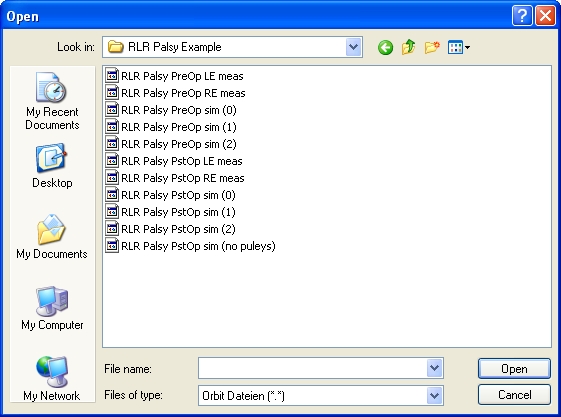 Open
Look in: RLR Palsy Example
My Recent Documents
Desktop
My Documents
My Computer
My Network
RLR Palsy PreOp LE meas
RLR Palsy PreOp RE meas
RLR Palsy PreOp sim (0)
RLR Palsy PreOp sim (1)
RLR Palsy PreOp sim (2)
RLR Palsy PstOp LE meas
RLR Palsy PstOp RE meas
RLR Palsy PstOp sim (0)
RLR Palsy PstOp sim (1)
RLR Palsy PstOp sim (2)
RLR Palsy PstOp sim (no puleys)
File name: Open
Files of type: Orbit Dateien (*.*) Cancel